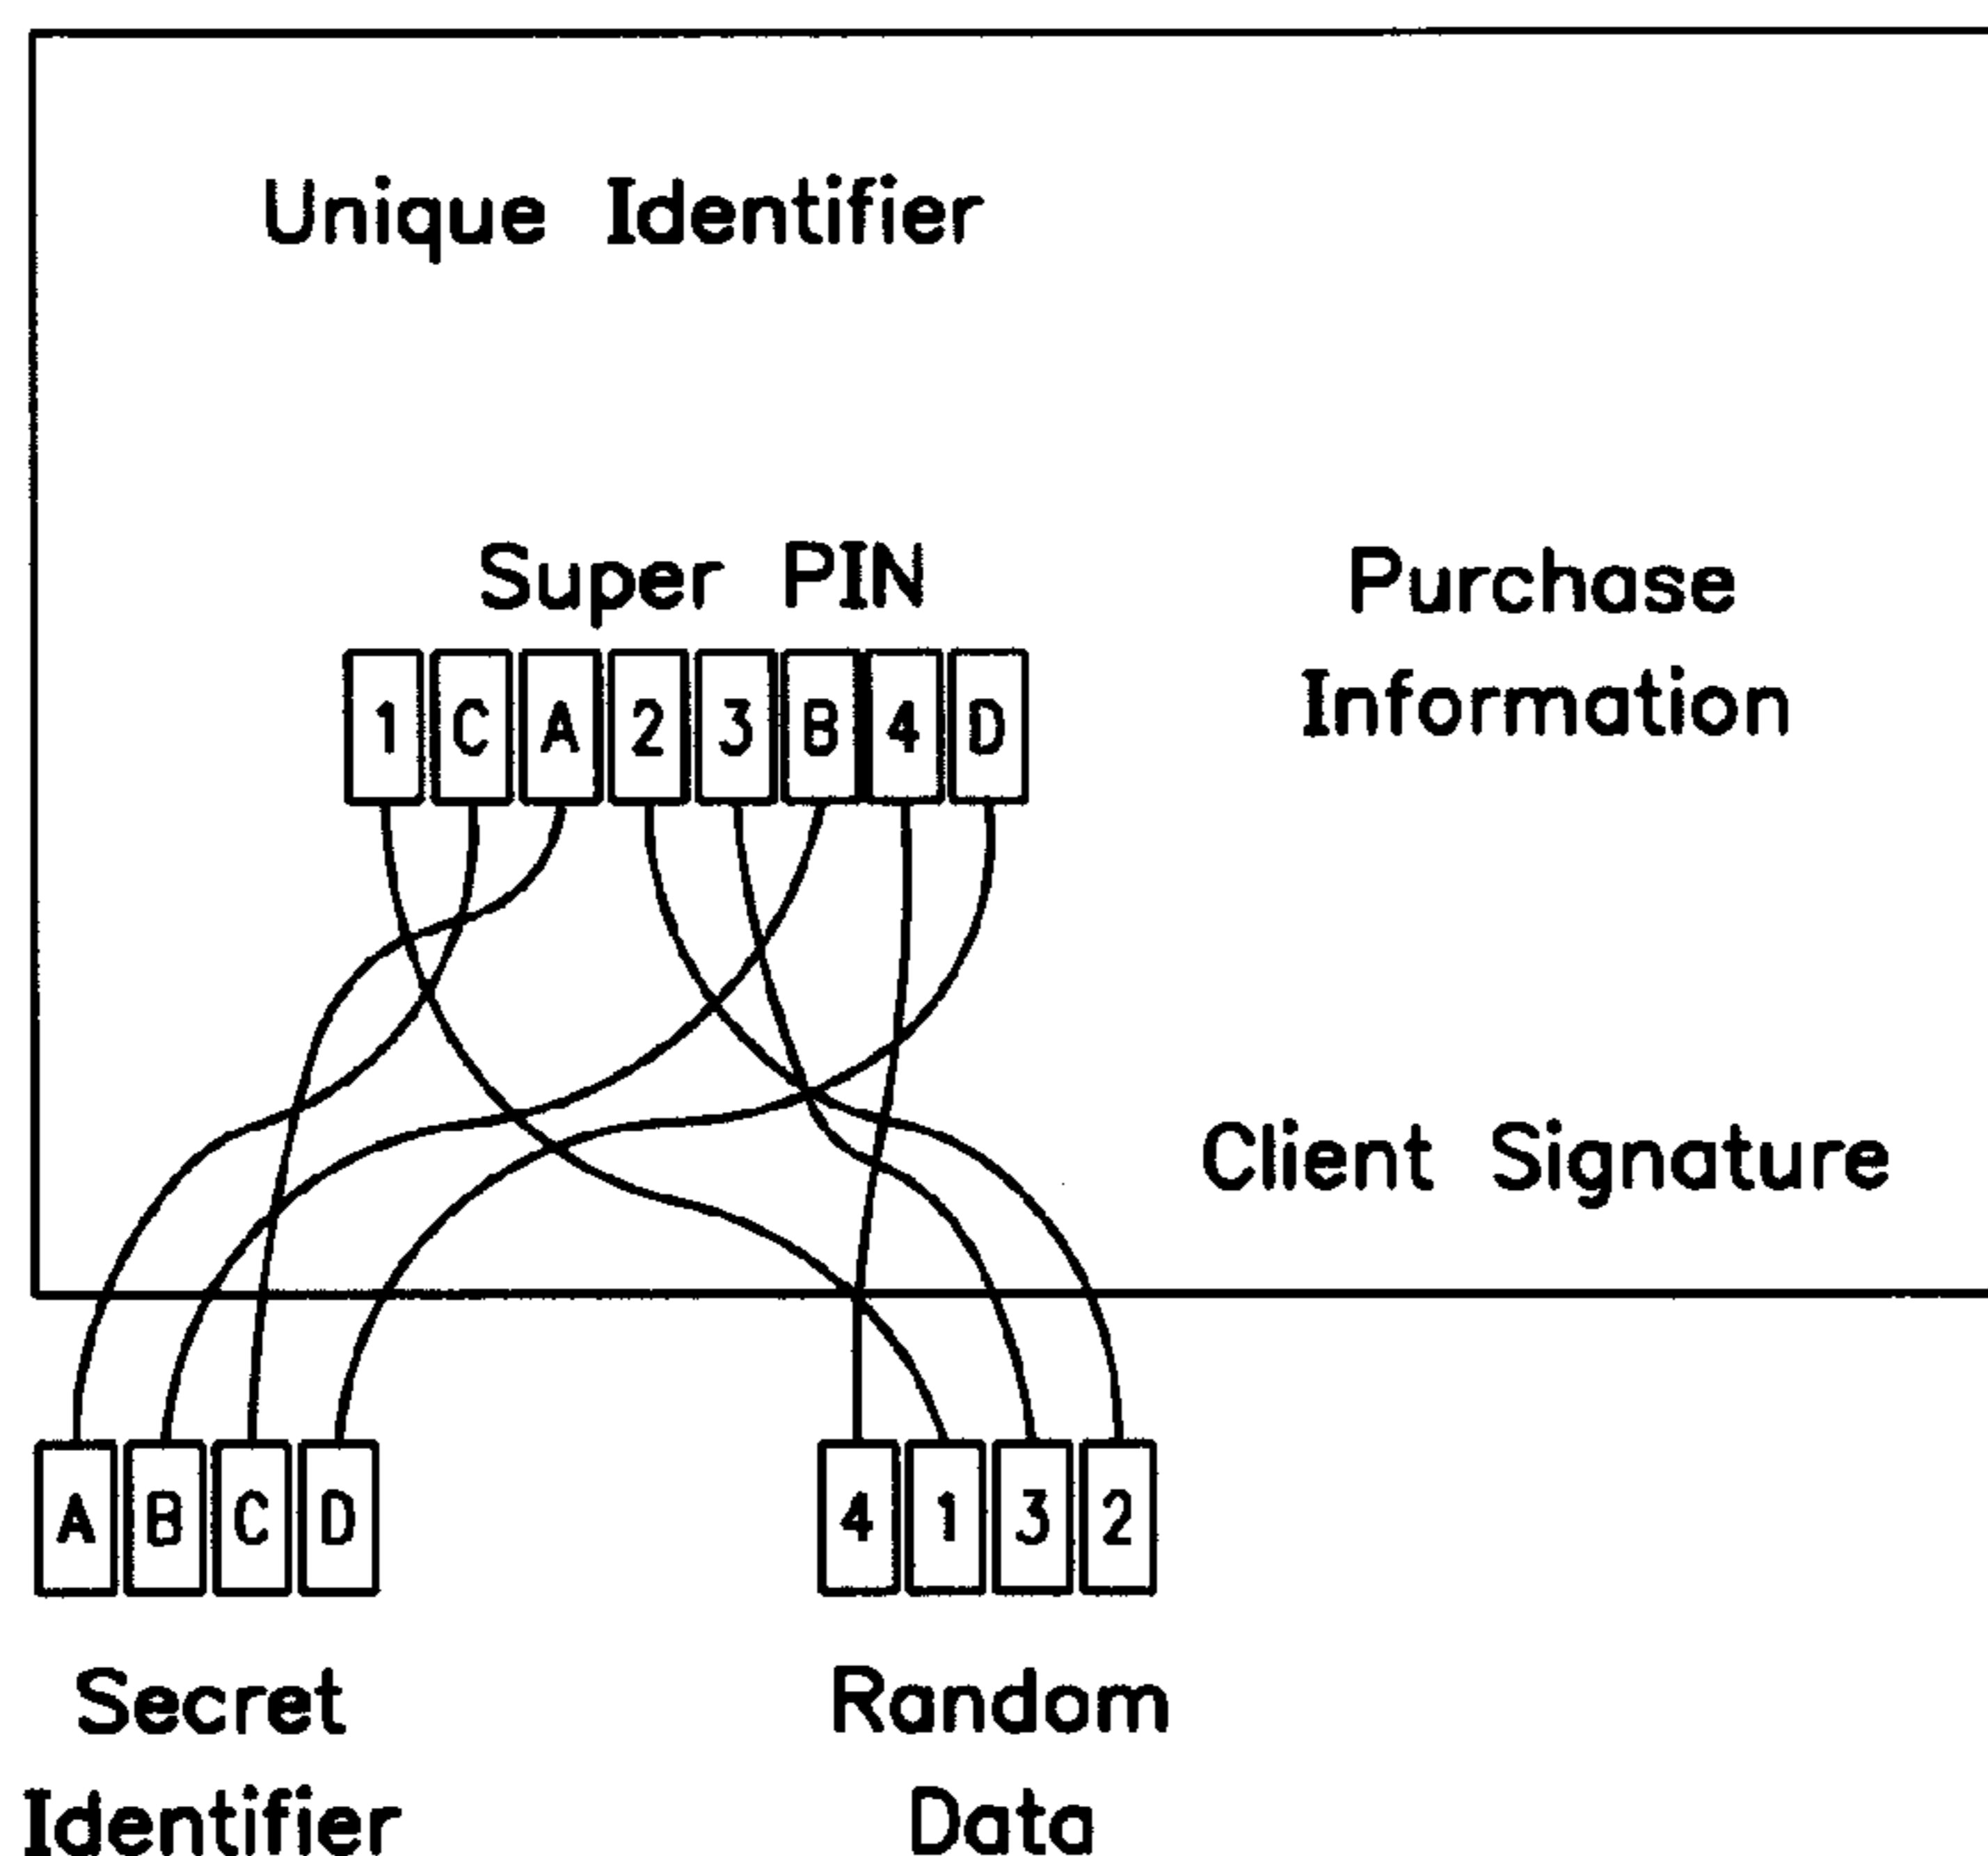 Unique Identifier
Super PIN
1 C A 2 3 B 4 D
Purchase
Information
Client Signature
A B C D
4 1 3 2
Secret
Identifier
Random
Data